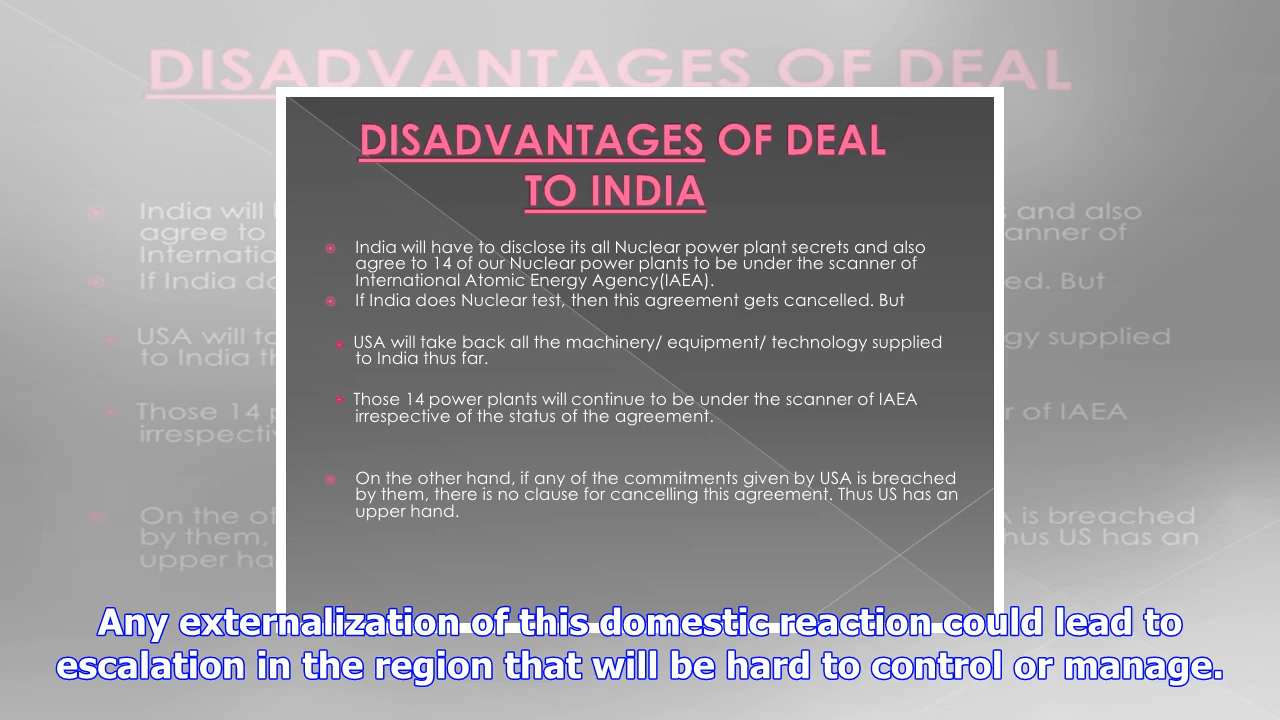 DISADVANTAGES OF DEAL
DISADVANTAGES OF DEAL
TO INDIA
India will have to disclose its all Nuclear power plant secrets and also
agree to 14 of our Nuclear power plants to be under the scanner of
International Atomic Energy Agency(IAEA).
If India does Nuclear test, then this agreement gets cancelled. But
USA will take back all the machinery/ equipment/ technology supplied
to India thus far.
Those 14 power plants will continue to be under the scanner of IAEA
irrespective of the status of the agreement.
On the other hand, if any of the commitments given by USA is breached
by them, there is no clause for cancelling this agreement. Thus US has an
upper hand.
Any externalization of this domestic reaction could lead to
escalation in the region that will be hard to control or manage.